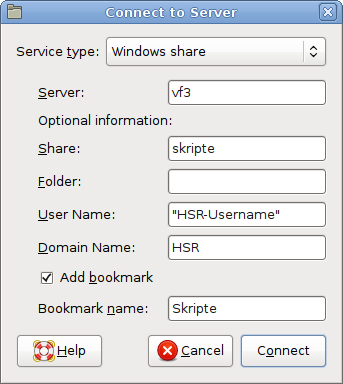 Connect to Server
Service type: Windows share
Server: vf3
Optional information:
Share: skripte
Folder:
User Name: "HSR-Username"
Domain Name: HSR
Add bookmark
Bookmark name: Skripte
Help Cancel Connect